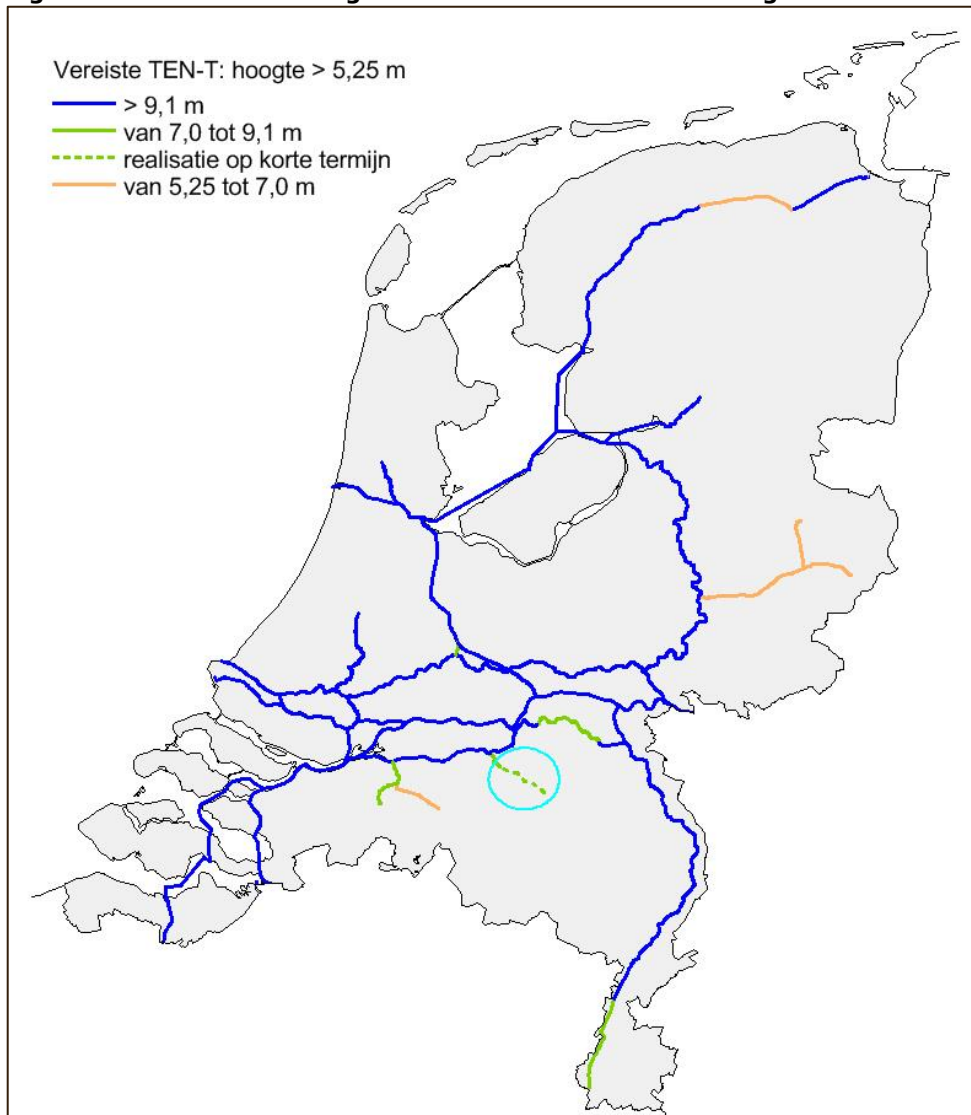 Vereiste TEN-T: hoogte > 5,25 m
> 9,1 m
van 7,0 tot 9,1 m
realisatie op korte termijn
van 5,25 tot 7,0 m